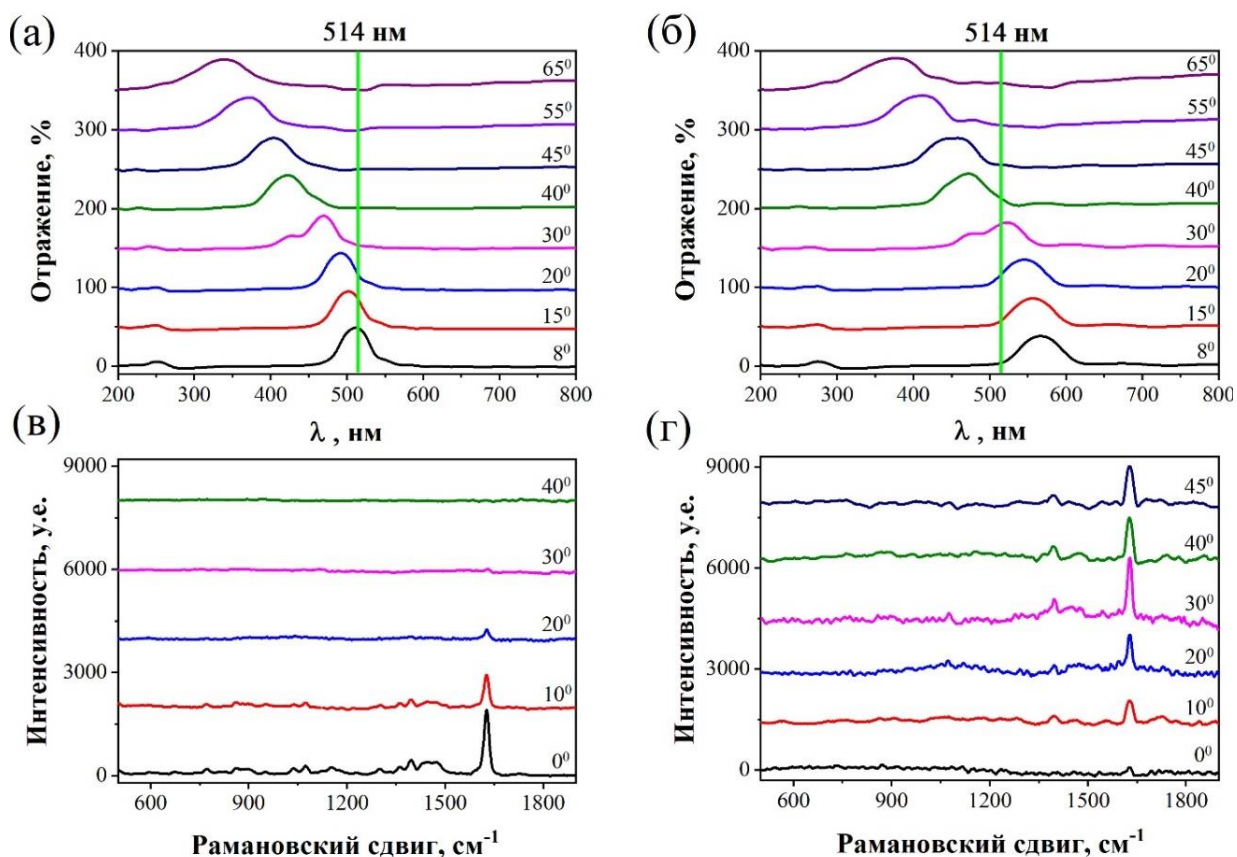 (а)
514 нм
Отражение, %
400
300
200
100
0
65⁰
55⁰
45⁰
40⁰
30⁰
20⁰
15⁰
8⁰
200 300 400 500 600 700 800
λ , нм
(б)
514 нм
Отражение, %
400
300
200
100
0
65⁰
55⁰
45⁰
40⁰
30⁰
20⁰
15⁰
8⁰
200 300 400 500 600 700 800
λ , нм
(в)
Интенсивность, у.е.
9000
6000
3000
0
40⁰
30⁰
20⁰
10⁰
0⁰
600 900 1200 1500 1800
Рамановский сдвиг, см⁻¹
(г)
Интенсивность, у.е.
9000
6000
3000
0
45⁰
40⁰
30⁰
20⁰
10⁰
0⁰
600 900 1200 1500 1800
Рамановский сдвиг, см⁻¹